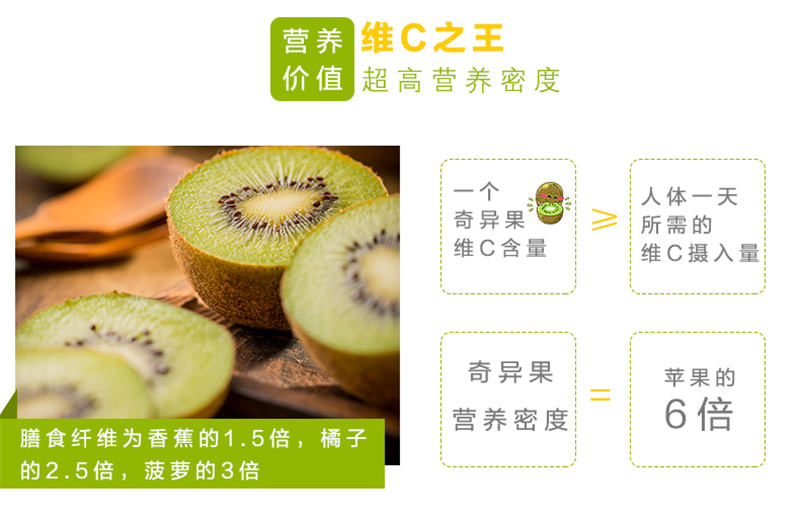 营养
价值
维C之王
超高营养密度
一个
奇异果
维C含量
≥
人体一天
所需的
维C摄入量
奇异果
营养密度
=
苹果的
6倍
膳食纤维为香蕉的1.5倍，橘子
的2.5倍，菠萝的3倍